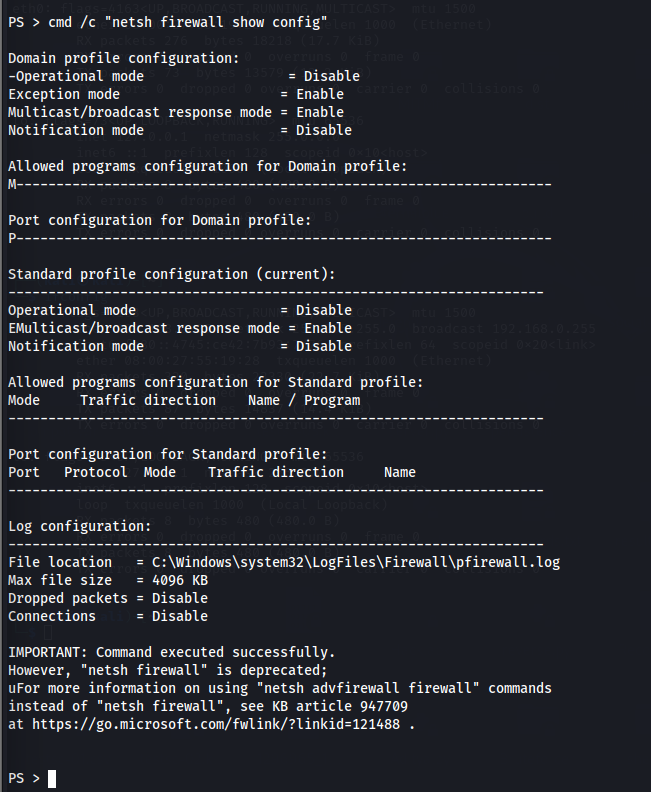 PS > cmd /c "netsh firewall show config"
Domain profile configuration:
-Operational mode                  = Disable
Exception mode                    = Enable
Multicast/broadcast response mode = Enable
Notification mode                 = Disable
Allowed programs configuration for Domain profile:
M-------------------------------------------------------------------
Port configuration for Domain profile:
P-------------------------------------------------------------------
Standard profile configuration (current):
-------------------------------------------------------------------
Operational mode                  = Disable
EMulticast/broadcast response mode = Enable
Notification mode                 = Disable
Allowed programs configuration for Standard profile:
Mode     Traffic direction    Name / Program
-------------------------------------------------------------------
Port configuration for Standard profile:
Port   Protocol  Mode    Traffic direction     Name
-------------------------------------------------------------------
Log configuration:
-------------------------------------------------------------------
File location   = C:\Windows\system32\LogFiles\Firewall\pfirewall.log
Max file size   = 4096 KB
Dropped packets = Disable
Connections     = Disable
IMPORTANT: Command executed successfully.
However, "netsh firewall" is deprecated;
uFor more information on using "netsh advfirewall firewall" commands
instead of "netsh firewall", see KB article 947709
at https://go.microsoft.com/fwlink/?linkid=121488 .
PS >